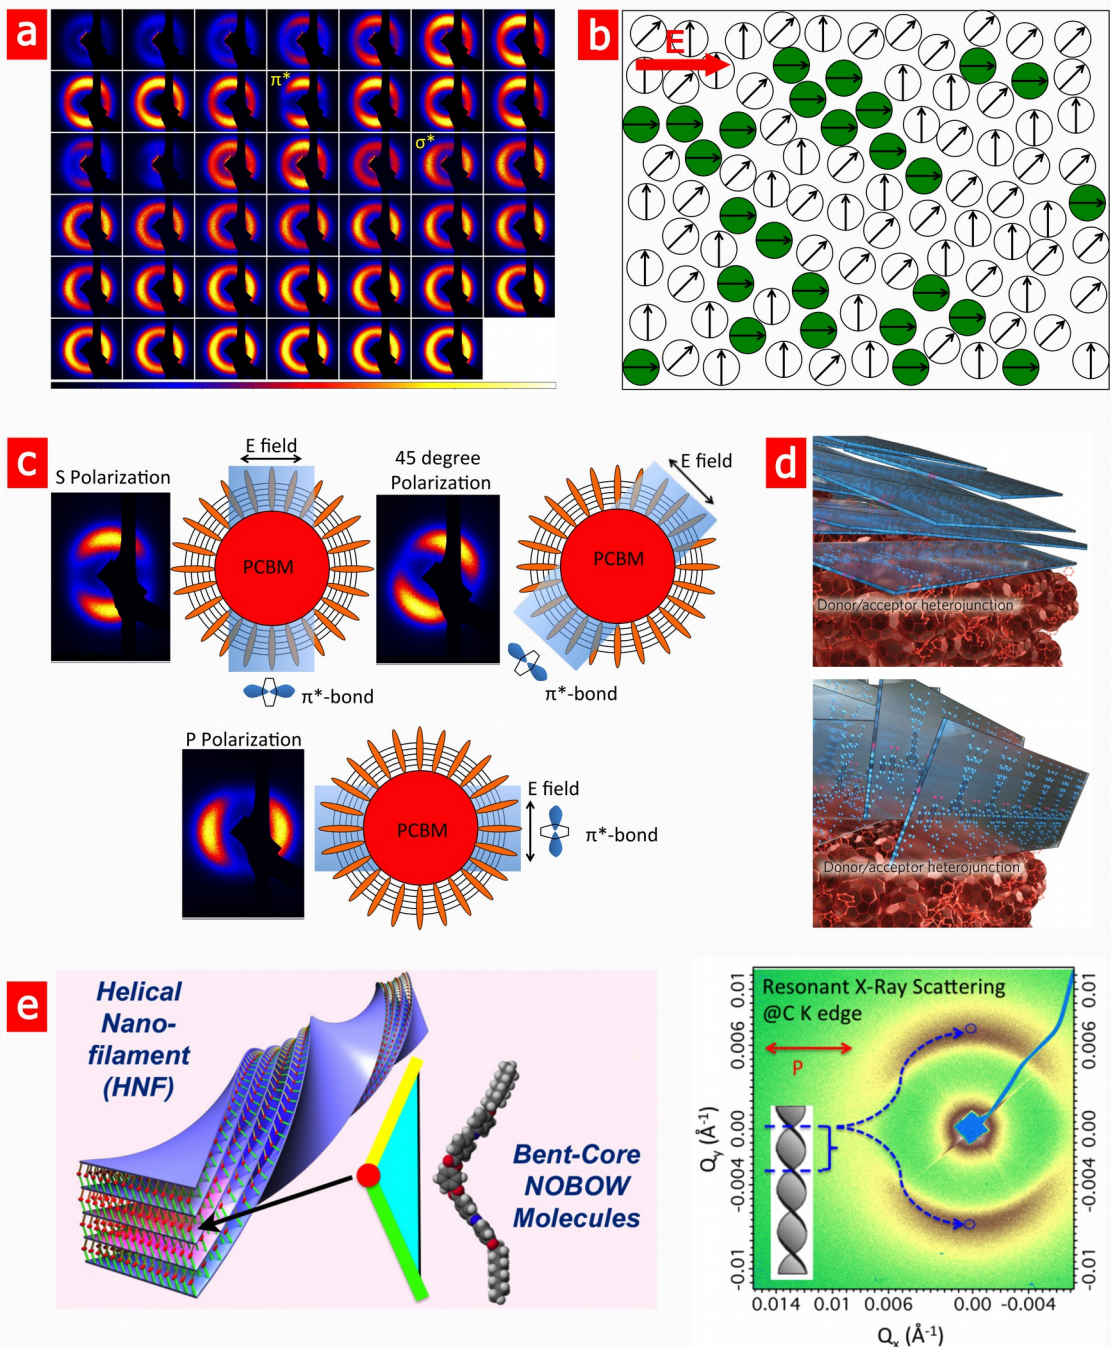 a
π*
σ*
b
E
c
S Polarization
E field
PCBM
π*-bond
45 degree
Polarization
E field
PCBM
π*-bond
P Polarization
E field
PCBM
π*-bond
d
Donor/acceptor heterojunction
Donor/acceptor heterojunction
e
Helical
Nano-
filament
(HNF)
Bent-Core
NOBOW
Molecules
Resonant X-Ray Scattering
@C K edge
P
0.01
0.006
0.00
-0.004
-0.01
Qy (Å-1)
0.01
0.006
0.00
-0.004
-0.01
0.014 0.01 0.006 0.00 -0.004
Qx (Å-1)